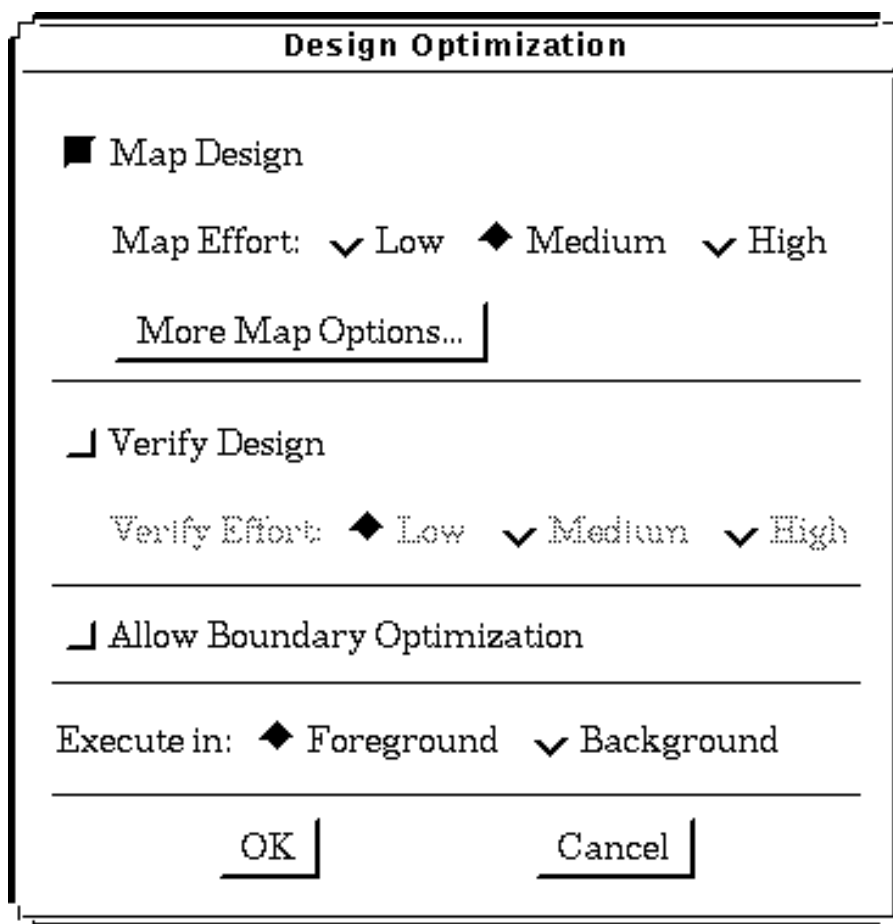 Design Optimization
Map Design
Map Effort: Low Medium High
More Map Options...
Verify Design
Verify Effort: Low Medium High
Allow Boundary Optimization
Execute in: Foreground Background
OK Cancel